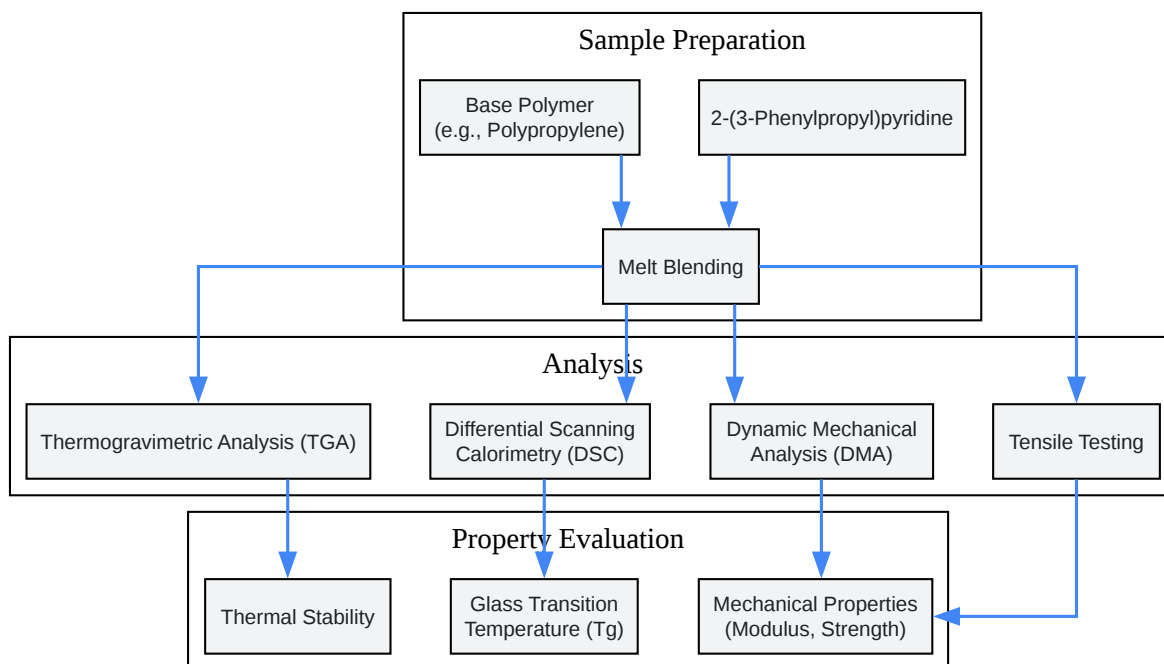 Sample Preparation
Base Polymer
(e.g., Polypropylene)
2-(3-Phenylpropyl)pyridine
Melt Blending
Analysis
Thermogravimetric Analysis (TGA)
Differential Scanning
Calorimetry (DSC)
Dynamic Mechanical
Analysis (DMA)
Tensile Testing
Property Evaluation
Thermal Stability
Glass Transition
Temperature (Tg)
Mechanical Properties
(Modulus, Strength)